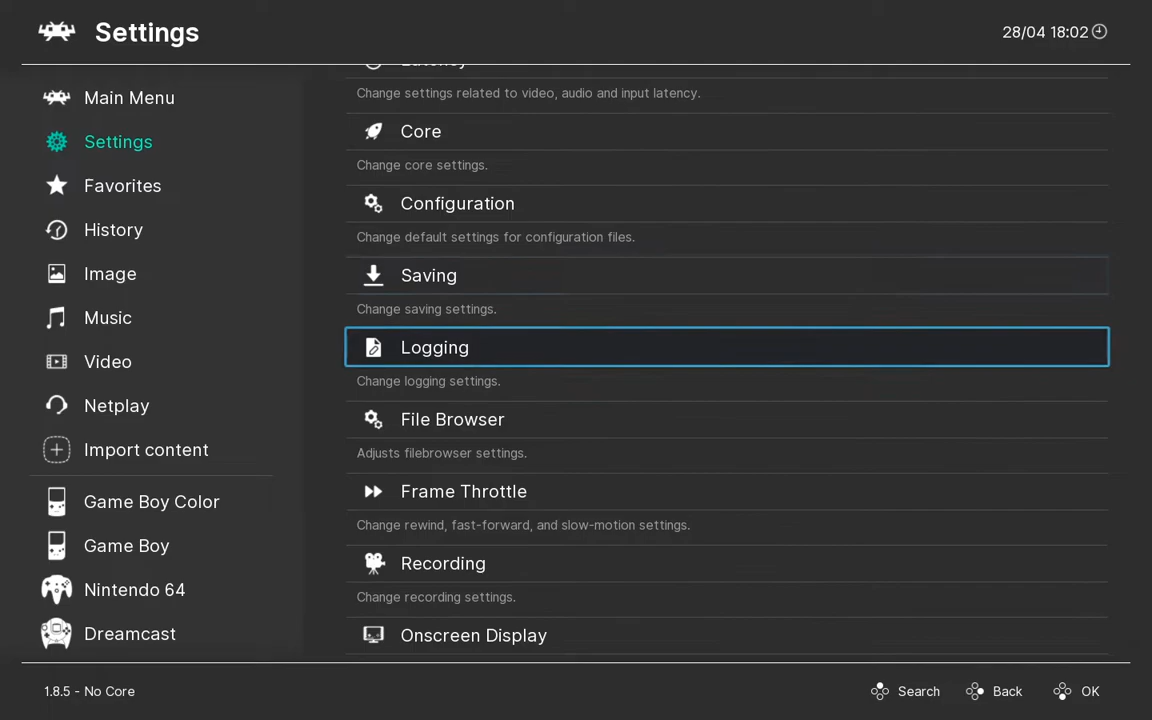 Settings
28/04 18:02
Main Menu
Settings
Favorites
History
Image
Music
Video
Netplay
Import content
Game Boy Color
Game Boy
Nintendo 64
Dreamcast
Latency
Change settings related to video, audio and input latency.
Core
Change core settings.
Configuration
Change default settings for configuration files.
Saving
Change saving settings.
Logging
Change logging settings.
File Browser
Adjusts filebrowser settings.
Frame Throttle
Change rewind, fast-forward, and slow-motion settings.
Recording
Change recording settings.
Onscreen Display
1.8.5 - No Core
Search
Back
OK